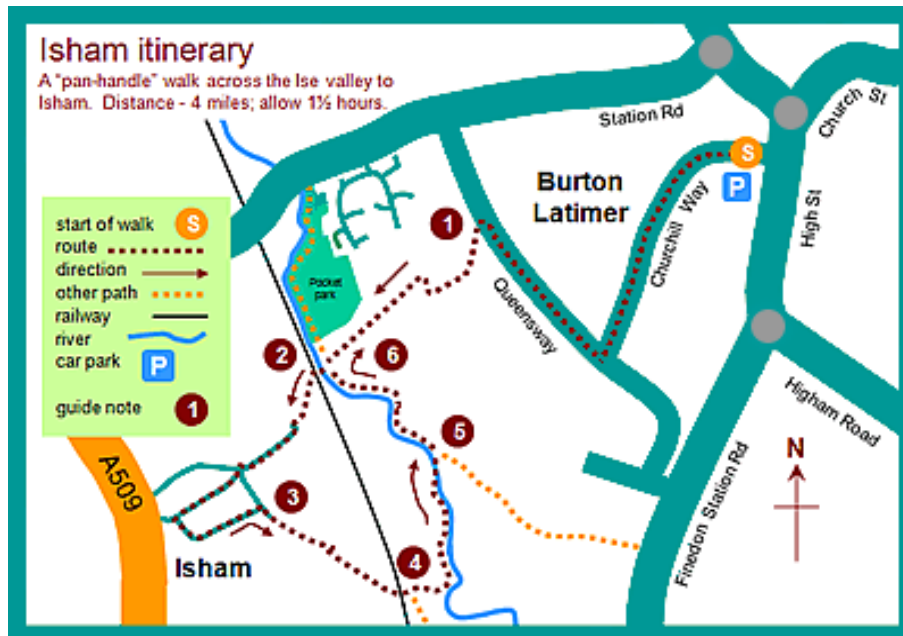 Isham itinerary
A "pan-handle" walk across the Ise valley to
Isham. Distance - 4 miles; allow 1½ hours.
Station Rd
Church St
S
P
Burton
Latimer
Churchill Way
High St
start of walk S
route
direction
other path
railway
river
car park P
guide note 1
1
Pocket
park
Queensway
2
6
Higham Road
5
N
A509
3
Finedon Station Rd
Isham
4